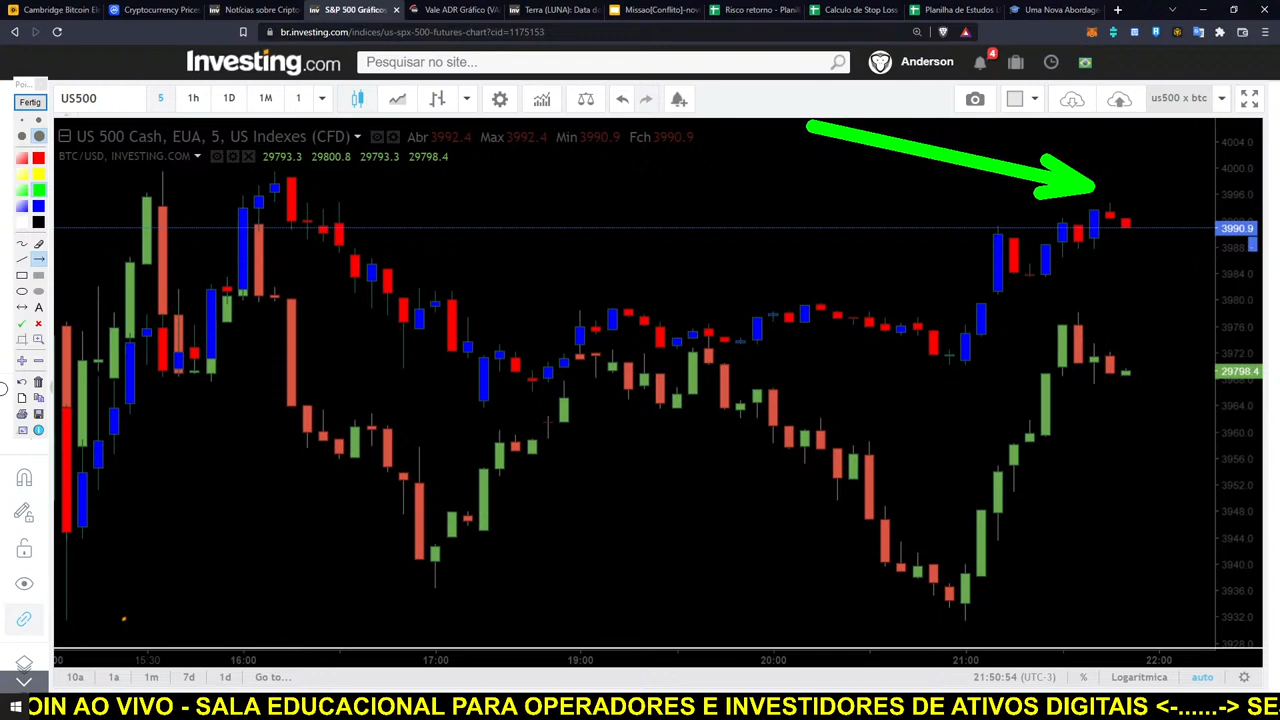 Cambridge Bitcoin El
Cryptocurrency Prices
Notícias sobre Cripto
S&P 500 Gráficos
Vale ADR Gráfico (VA
Terra (LUNA): Data do
Missao[Conflito]-nov
Risco retorno - Planil
Calculo de Stop Loss
Planilha de Estudos L
Uma Nova Abordage
br.investing.com/indices/us-spx-500-futures-chart?cid=1175153
Investing.com
Pesquisar no site...
Anderson
4
Poi...
Fertig
US500
5
1h
1D
1M
1
us500 x btc
US 500 Cash, EUA, 5, US Indexes (CFD)
Abr 3992.4 Max 3992.4 Min 3990.9 Fch 3990.9
BTC/USD, INVESTING.COM
29793.3 29800.8 29793.3 29798.4
A
4004.0
4000.0
3996.0
3990.9
3988
3984.0
3980.0
3976.0
3972.0
29798.4
3964.0
3960.0
3956.0
3952.0
3948.0
3944.0
3940.0
3936.0
3932.0
3928.0
:00 15:30 16:00 17:00 19:00 20:00 21:00 22:00
10a 1a 1m 7d 1d Go to...
21:50:54 (UTC-3) % Logarítmica auto
OIN AO VIVO - SALA EDUCACIONAL PARA OPERADORES E INVESTIDORES DE ATIVOS DIGITAIS <-......-> SE